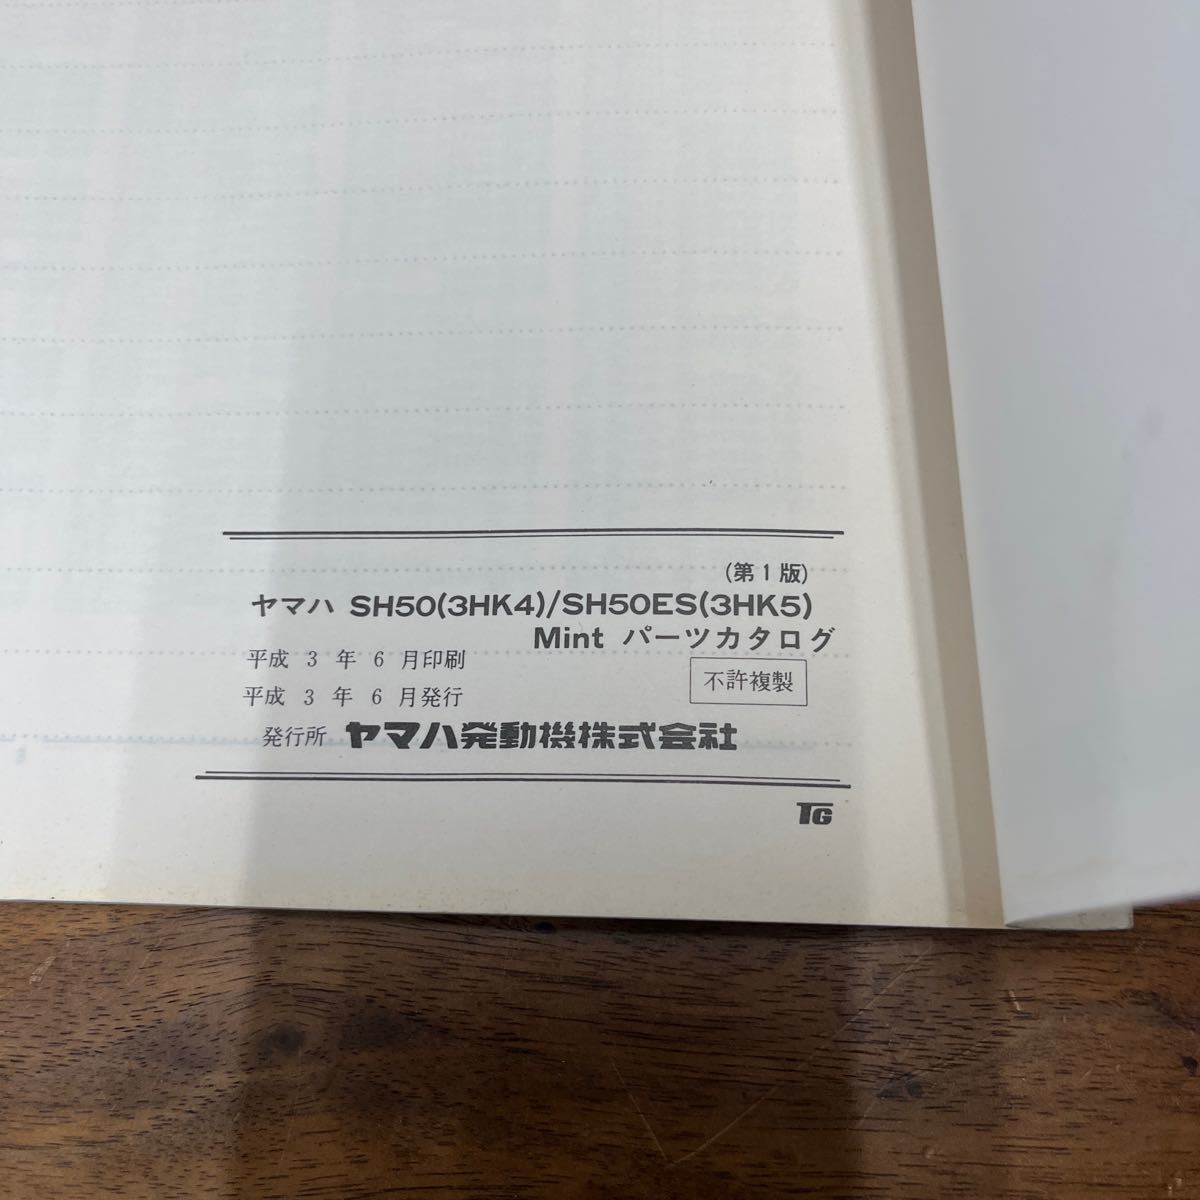 (第1版)
ヤマハ SH50(3HK4)/SH50ES(3HK5)
Mint パーツカタログ
平成 3 年 6 月印刷
平成 3 年 6 月発行
不許複製
発行所 ヤマハ発動機株式会社
TG